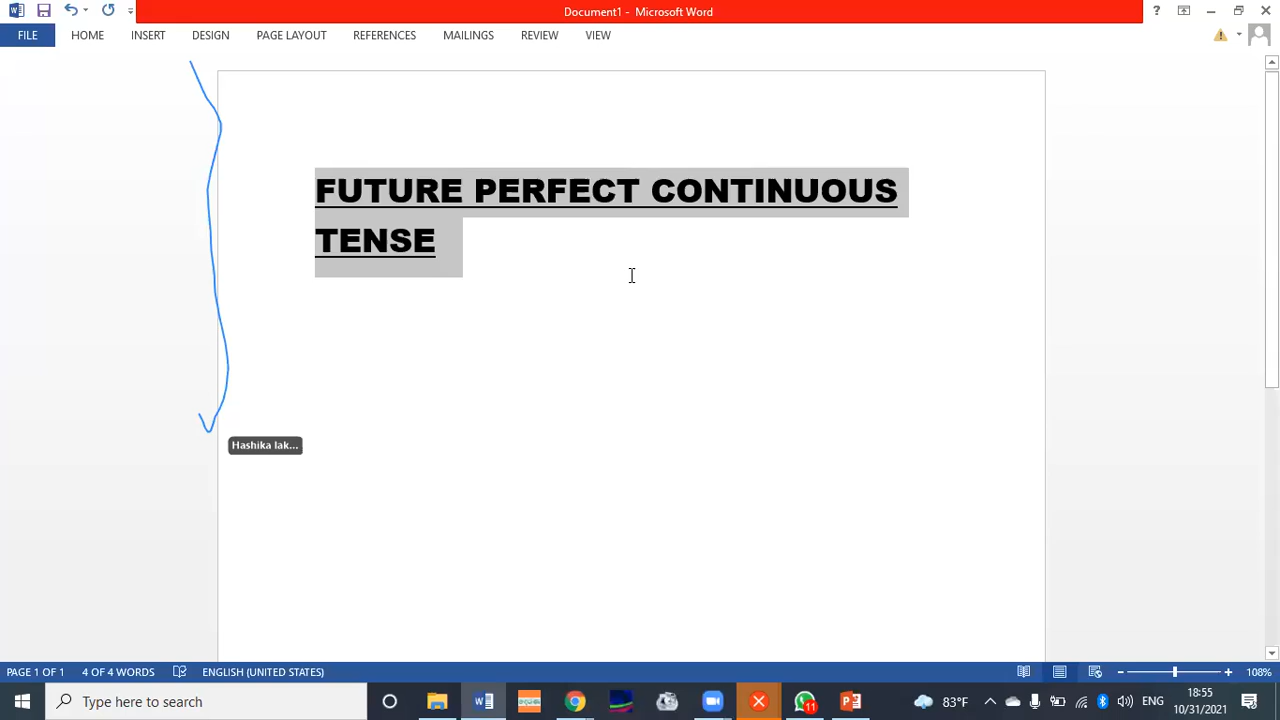 Document1 - Microsoft Word
?
FILE HOME INSERT DESIGN PAGE LAYOUT REFERENCES MAILINGS REVIEW VIEW
FUTURE PERFECT CONTINUOUS
TENSE
Hashika lak...
PAGE 1 OF 1 4 OF 4 WORDS ENGLISH (UNITED STATES) 108%
Type here to search
11
83°F
ENG
18:55
10/31/2021